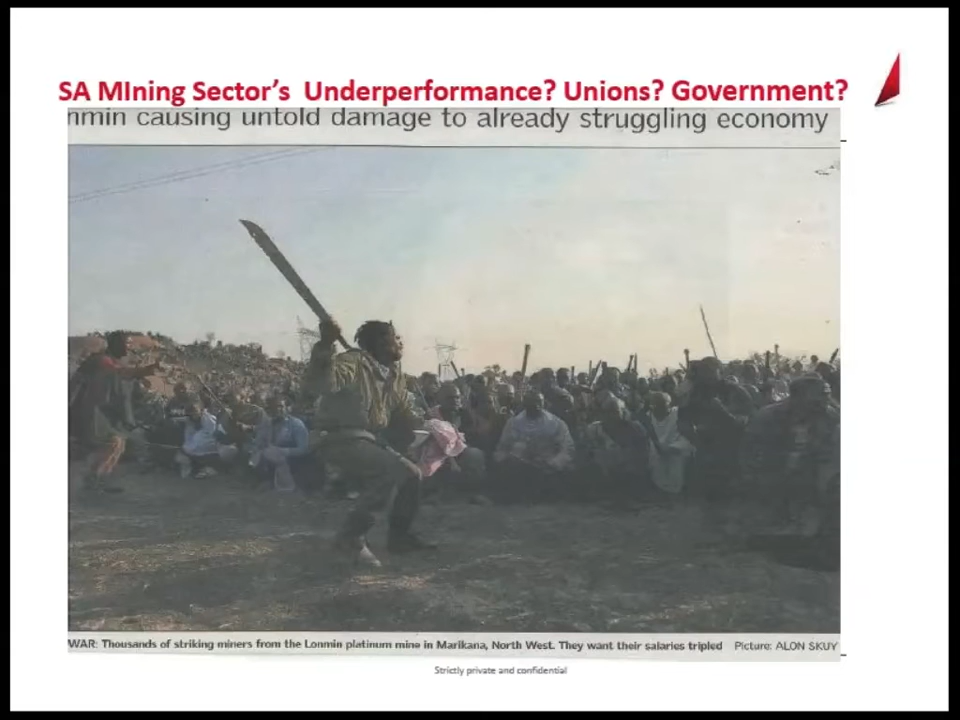 SA MIning Sector's Underperformance? Unions? Government?
nmin causing untold damage to already struggling economy
WAR: Thousands of striking miners from the Lonmin platinum mine in Marikana, North West. They want their salaries tripled Picture: ALON SKUY
Strictly private and confidential